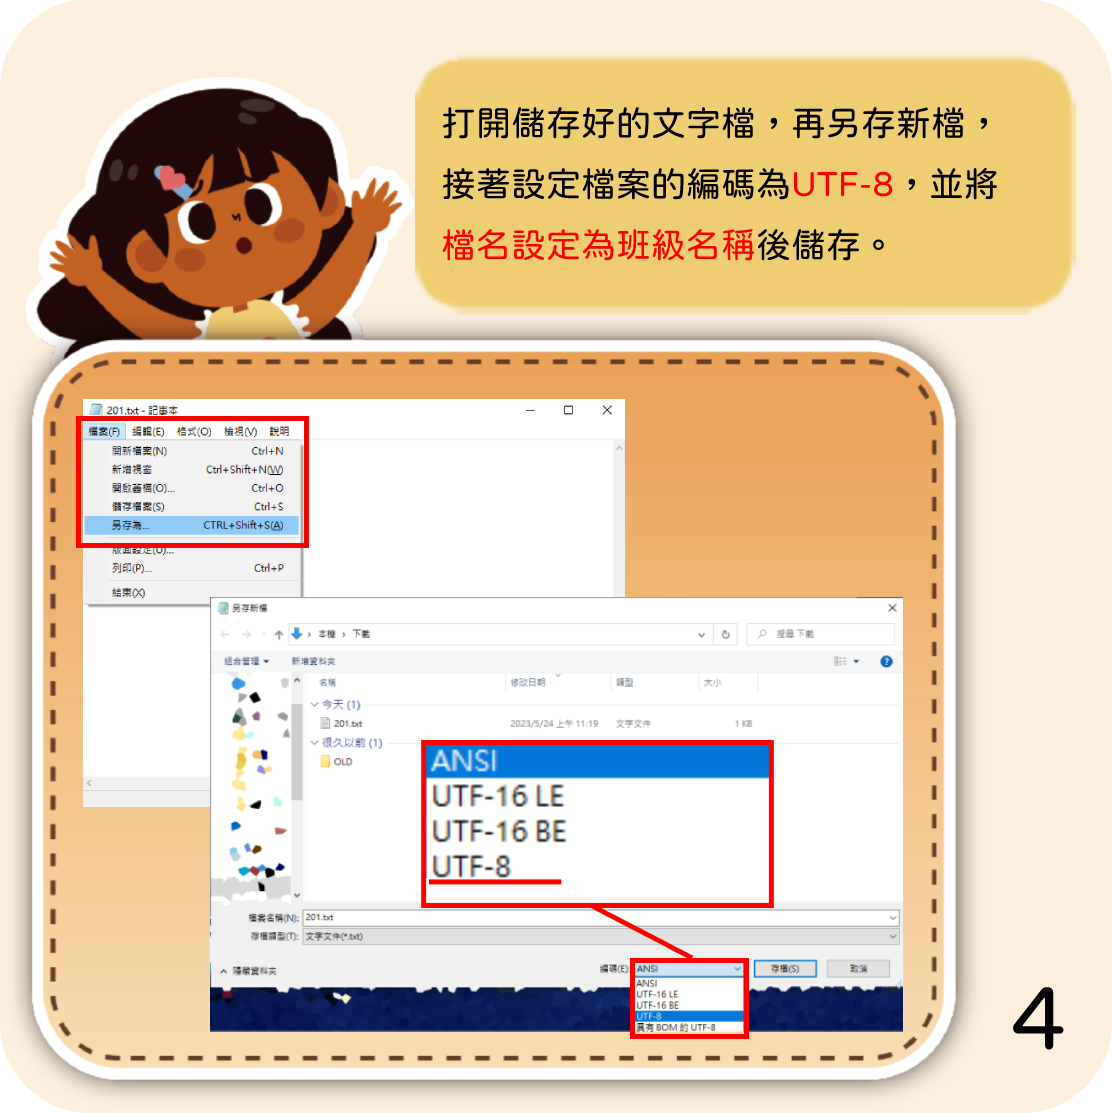 打開儲存好的文字檔，再另存新檔，
接著設定檔案的編碼為UTF-8，並將
檔名設定為班級名稱後儲存。
201.txt - 記事本
檔案(F) 編輯(E) 格式(O) 檢視(V) 說明
開新檔案(N) Ctrl+N
新增視窗 Ctrl+Shift+N(W)
開啟舊檔(O)... Ctrl+O
儲存檔案(S) Ctrl+S
另存為... CTRL+Shift+S(A)
版面設定(U)...
列印(P)... Ctrl+P
結束(X)
另存新檔
本機 › 下載
搜尋 下載
組合管理 新增資料夾
名稱 修改日期 類型 大小
今天 (1)
201.txt 2023/5/24 上午 11:19 文字文件 1 KB
很久以前 (1)
OLD
ANSI
UTF-16 LE
UTF-16 BE
UTF-8
檔案名稱(N): 201.txt
存檔類型(T): 文字文件(*.txt)
隱藏資料夾 編碼(E): ANSI 存檔(S) 取消
ANSI
UTF-16 LE
UTF-16 BE
UTF-8
具有 BOM 的 UTF-8
4